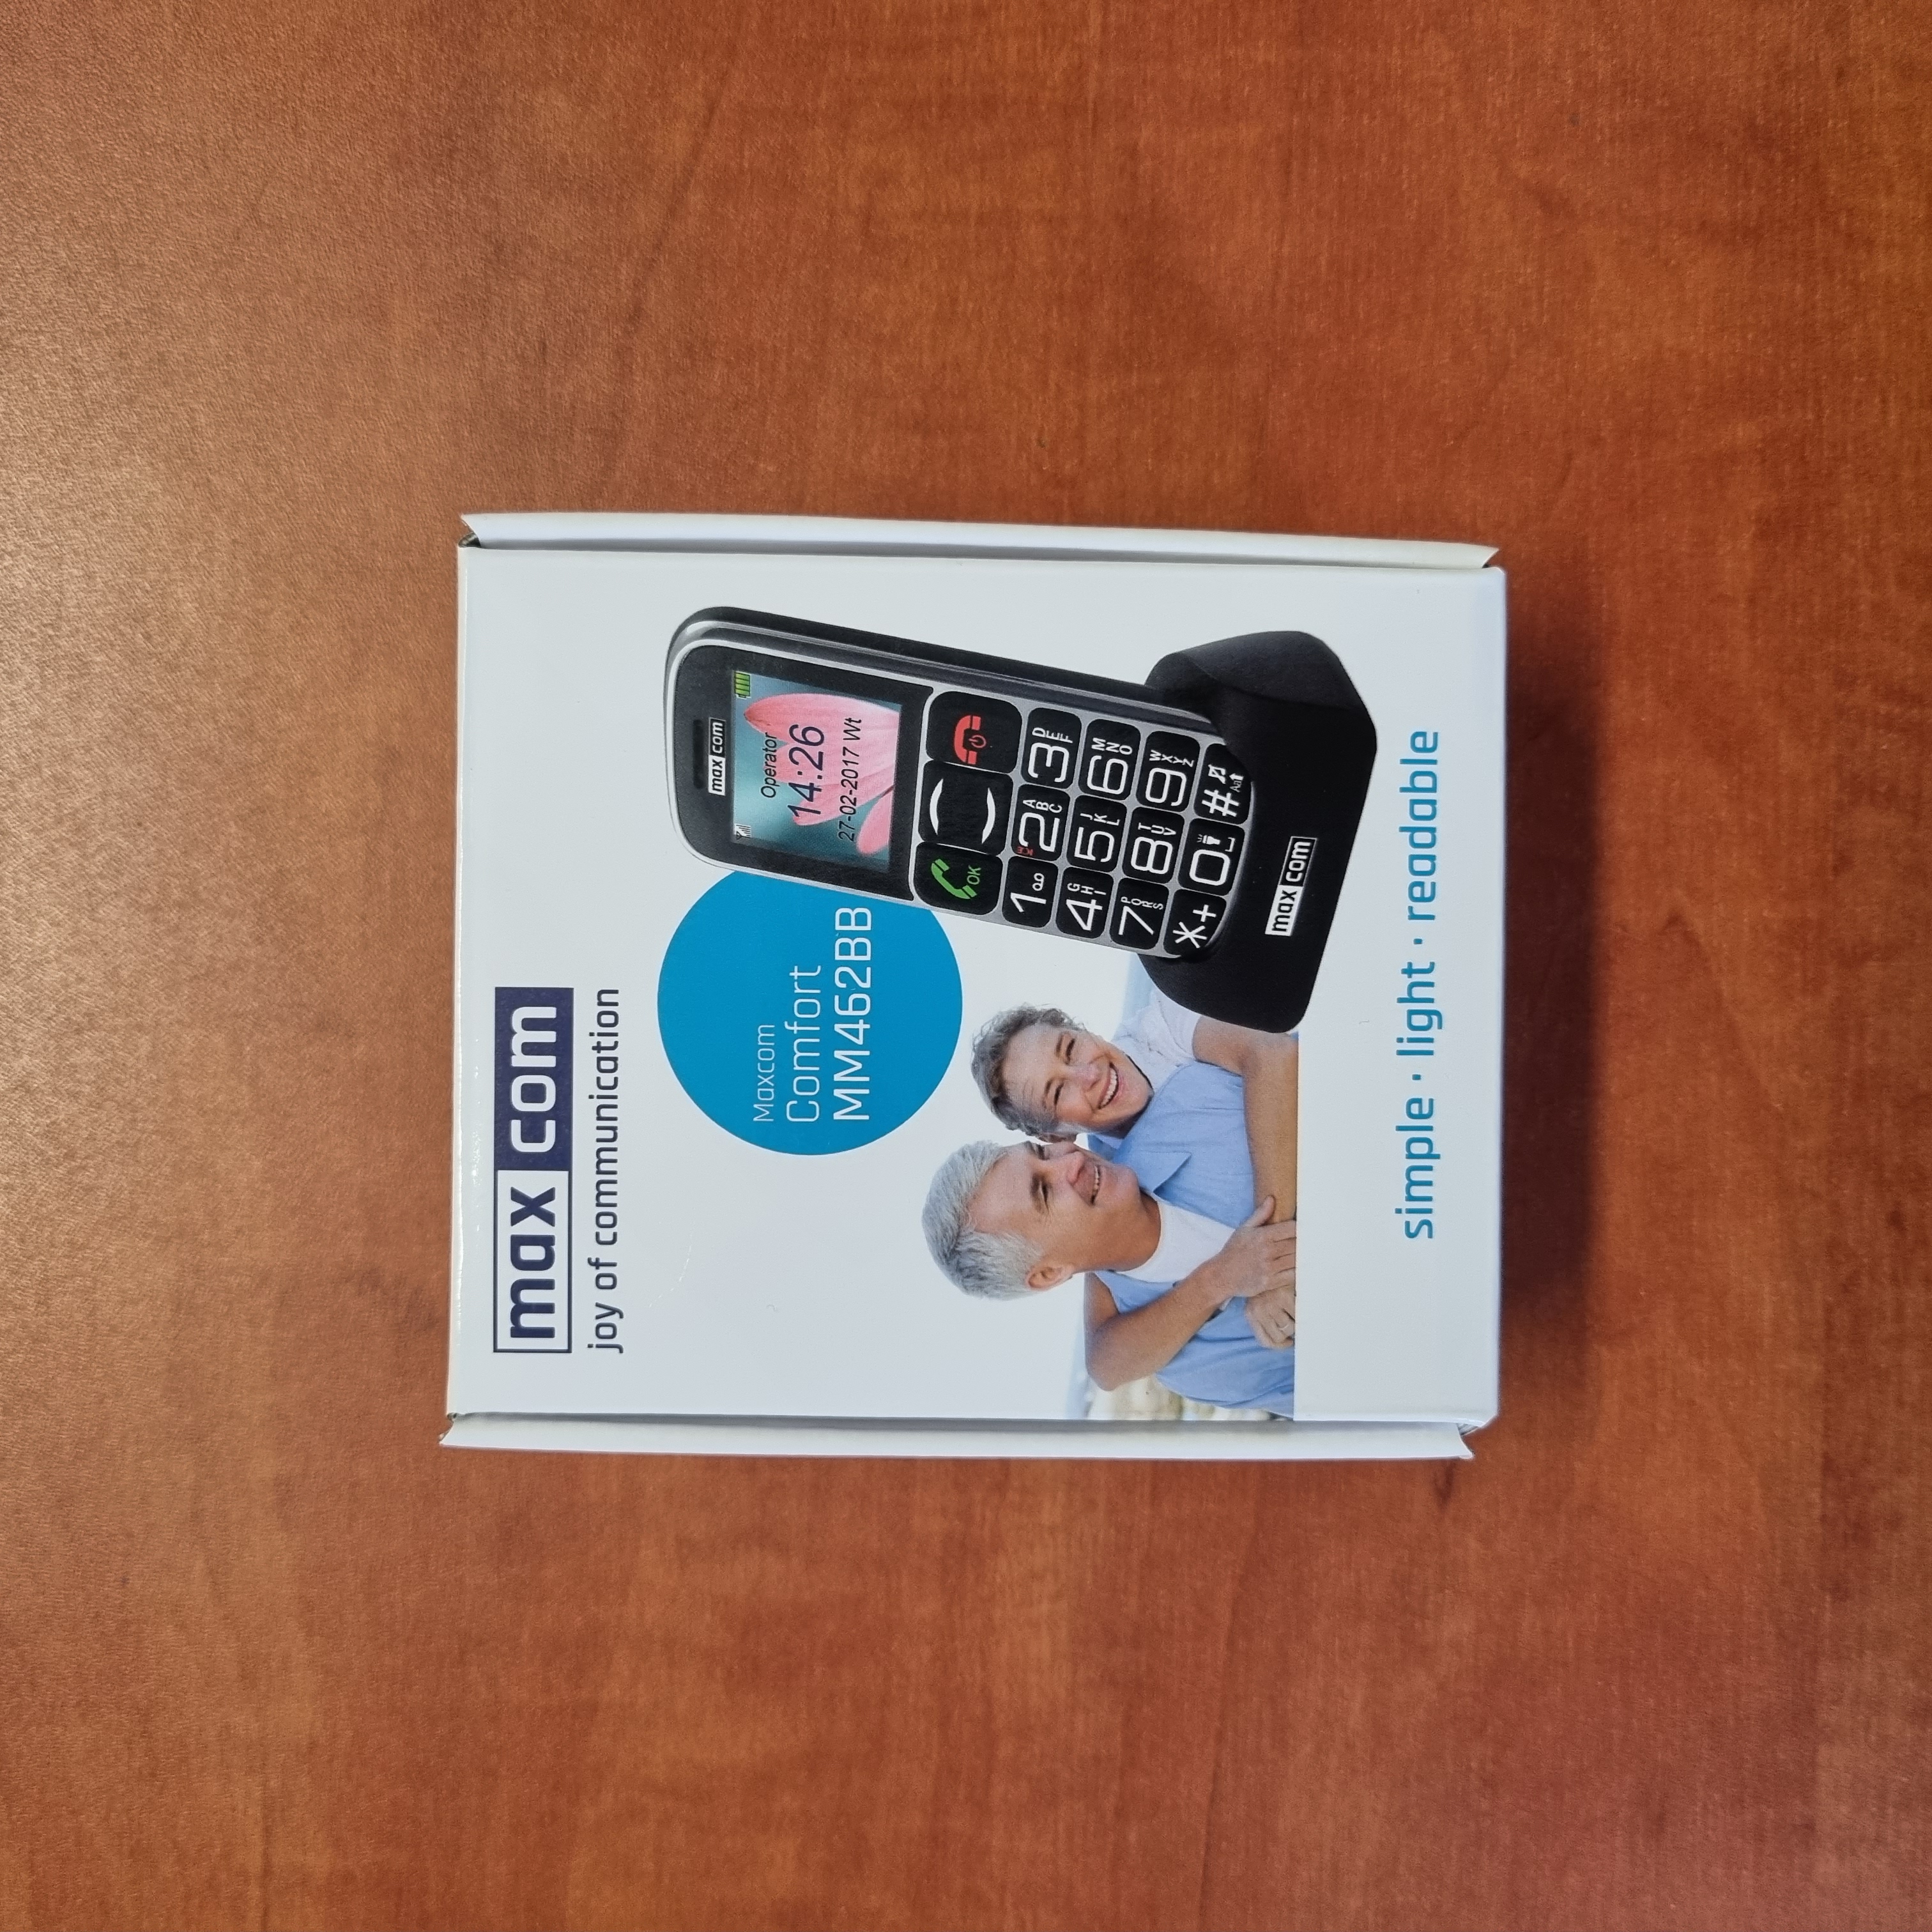 max com
joy of communication
Maxcom
Comfort
MM462BB
max com
Operator
14:26
27-02-2017 Wt
OK
1 2 ABC 3 DEF
4 GHI 5 JKL 6 MNO
7 PQRS 8 TUV 9 WXYZ
*+ 0 # Aa
max com
simple · light · readable